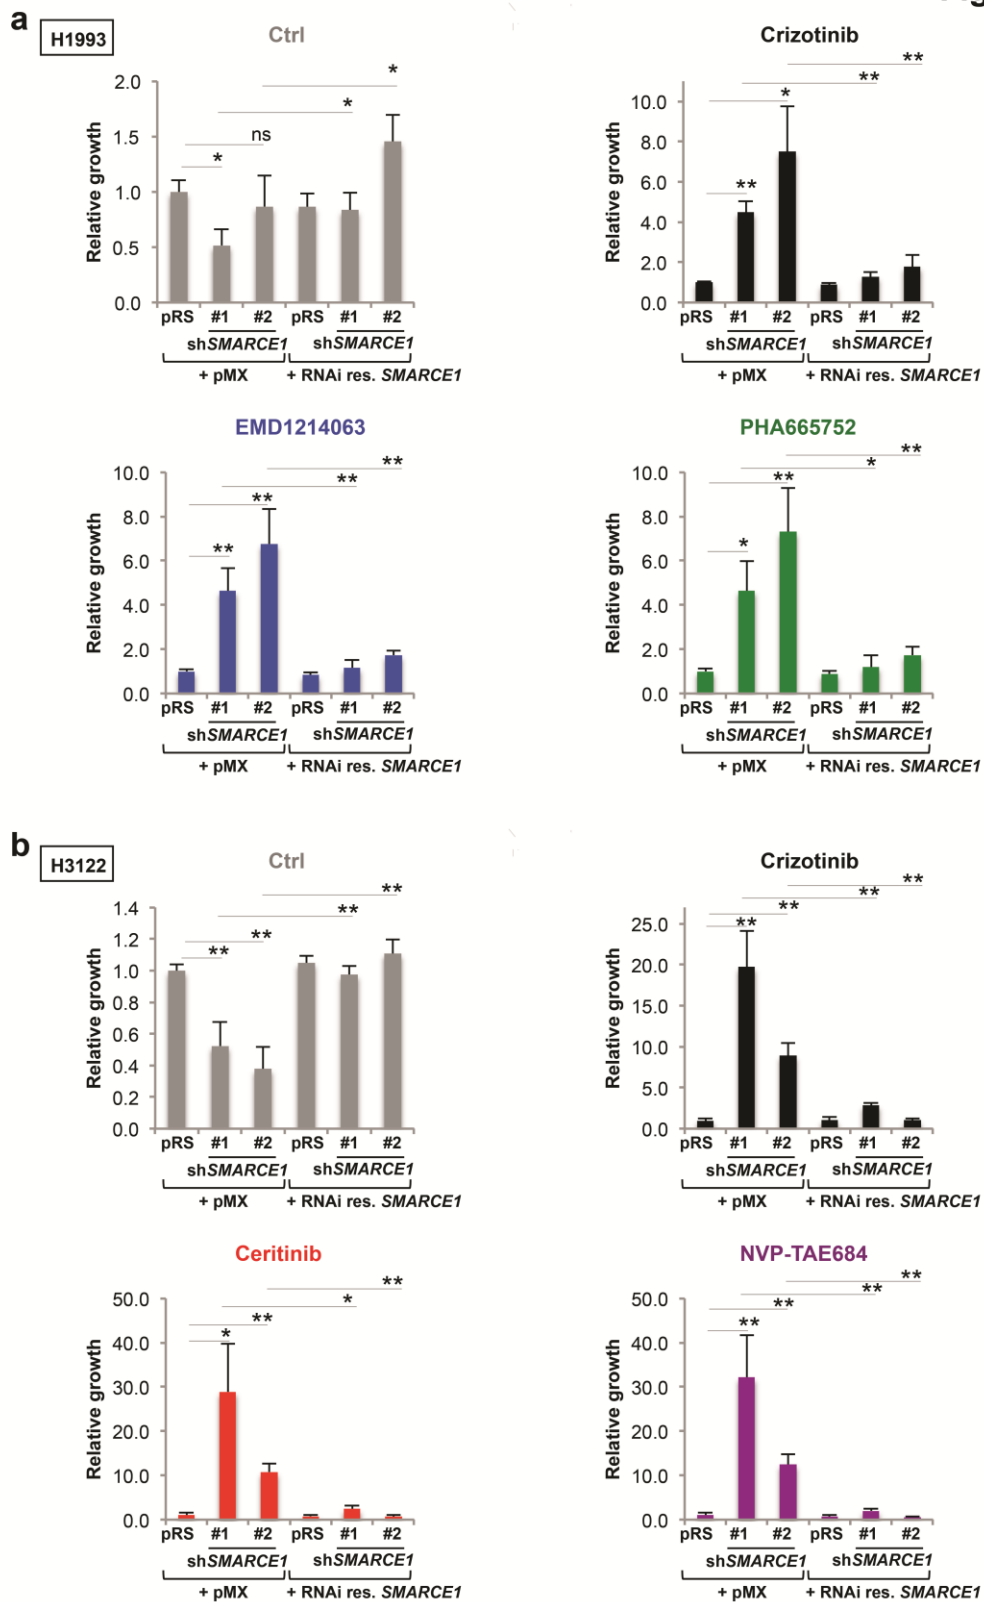 a
H1993
Ctrl
Relative growth
2.0
1.5
1.0
0.5
0.0
*
ns
*
*
pRS #1 #2 pRS #1 #2
shSMARCE1 shSMARCE1
+ pMX + RNAi res. SMARCE1
Crizotinib
Relative growth
10.0
8.0
6.0
4.0
2.0
0.0
**
*
**
**
pRS #1 #2 pRS #1 #2
shSMARCE1 shSMARCE1
+ pMX + RNAi res. SMARCE1
EMD1214063
Relative growth
10.0
8.0
6.0
4.0
2.0
0.0
**
**
**
**
pRS #1 #2 pRS #1 #2
shSMARCE1 shSMARCE1
+ pMX + RNAi res. SMARCE1
PHA665752
Relative growth
10.0
8.0
6.0
4.0
2.0
0.0
*
**
*
**
pRS #1 #2 pRS #1 #2
shSMARCE1 shSMARCE1
+ pMX + RNAi res. SMARCE1
b
H3122
Ctrl
Relative growth
1.4
1.2
1.0
0.8
0.6
0.4
0.2
0.0
**
**
**
**
pRS #1 #2 pRS #1 #2
shSMARCE1 shSMARCE1
+ pMX + RNAi res. SMARCE1
Crizotinib
Relative growth
25.0
20.0
15.0
10.0
5.0
0.0
**
**
**
**
pRS #1 #2 pRS #1 #2
shSMARCE1 shSMARCE1
+ pMX + RNAi res. SMARCE1
Ceritinib
Relative growth
50.0
40.0
30.0
20.0
10.0
0.0
*
**
*
**
pRS #1 #2 pRS #1 #2
shSMARCE1 shSMARCE1
+ pMX + RNAi res. SMARCE1
NVP-TAE684
Relative growth
50.0
40.0
30.0
20.0
10.0
0.0
**
**
**
**
pRS #1 #2 pRS #1 #2
shSMARCE1 shSMARCE1
+ pMX + RNAi res. SMARCE1